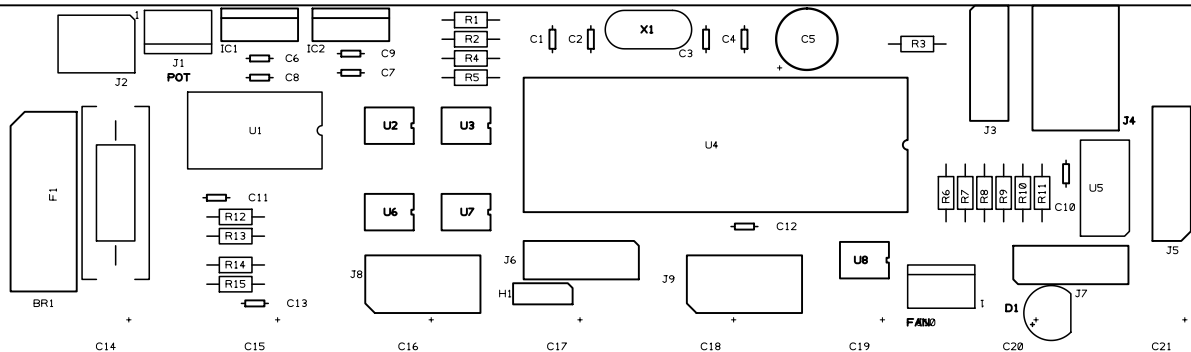 1
J2
J1
POT
IC1
IC2
C6
C8
C9
C7
R1
R2
R4
R5
C1
C2
X1
C3
C4
C5
+
R3
J3
J4
F1
BR1
U1
U2
U3
U4
U5
J5
C11
R12
R13
R14
R15
C13
U6
U7
J8
J6
H1
C12
J9
U8
R6
R7
R8
R9
R10
R11
C10
FAN
1
D1
J7
+
+
+
+
+
+
+
+
+
C14
C15
C16
C17
C18
C19
C20
C21